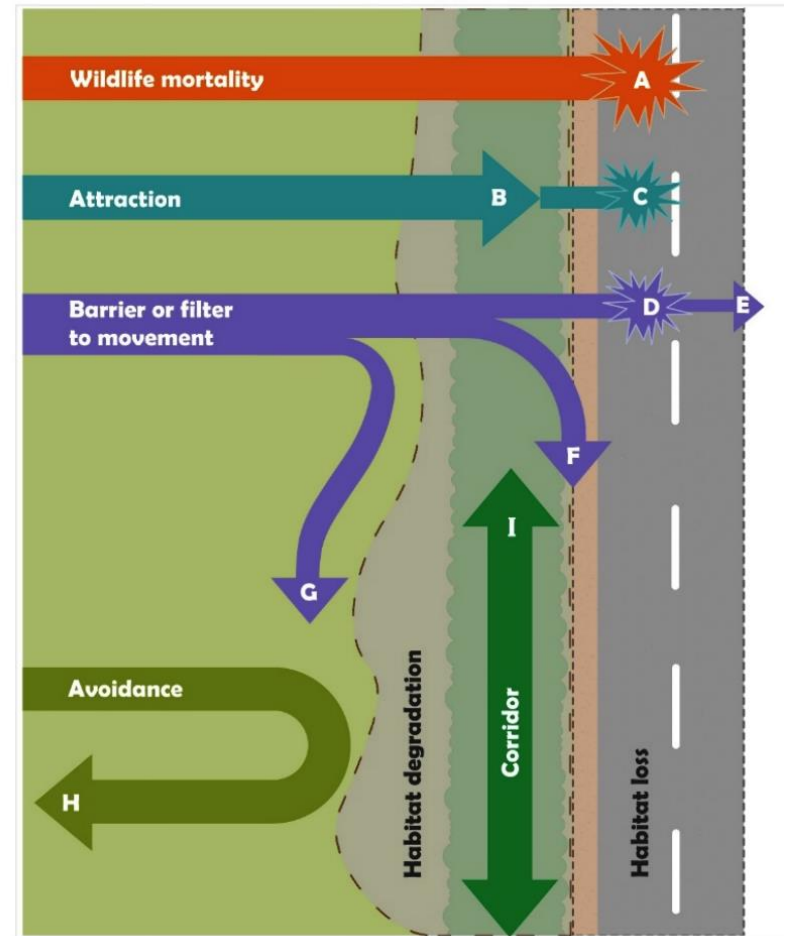 Wildlife mortality
A
Attraction
B
C
Barrier or filter
to movement
D
E
F
G
I
Avoidance
H
Habitat degradation
Corridor
Habitat loss